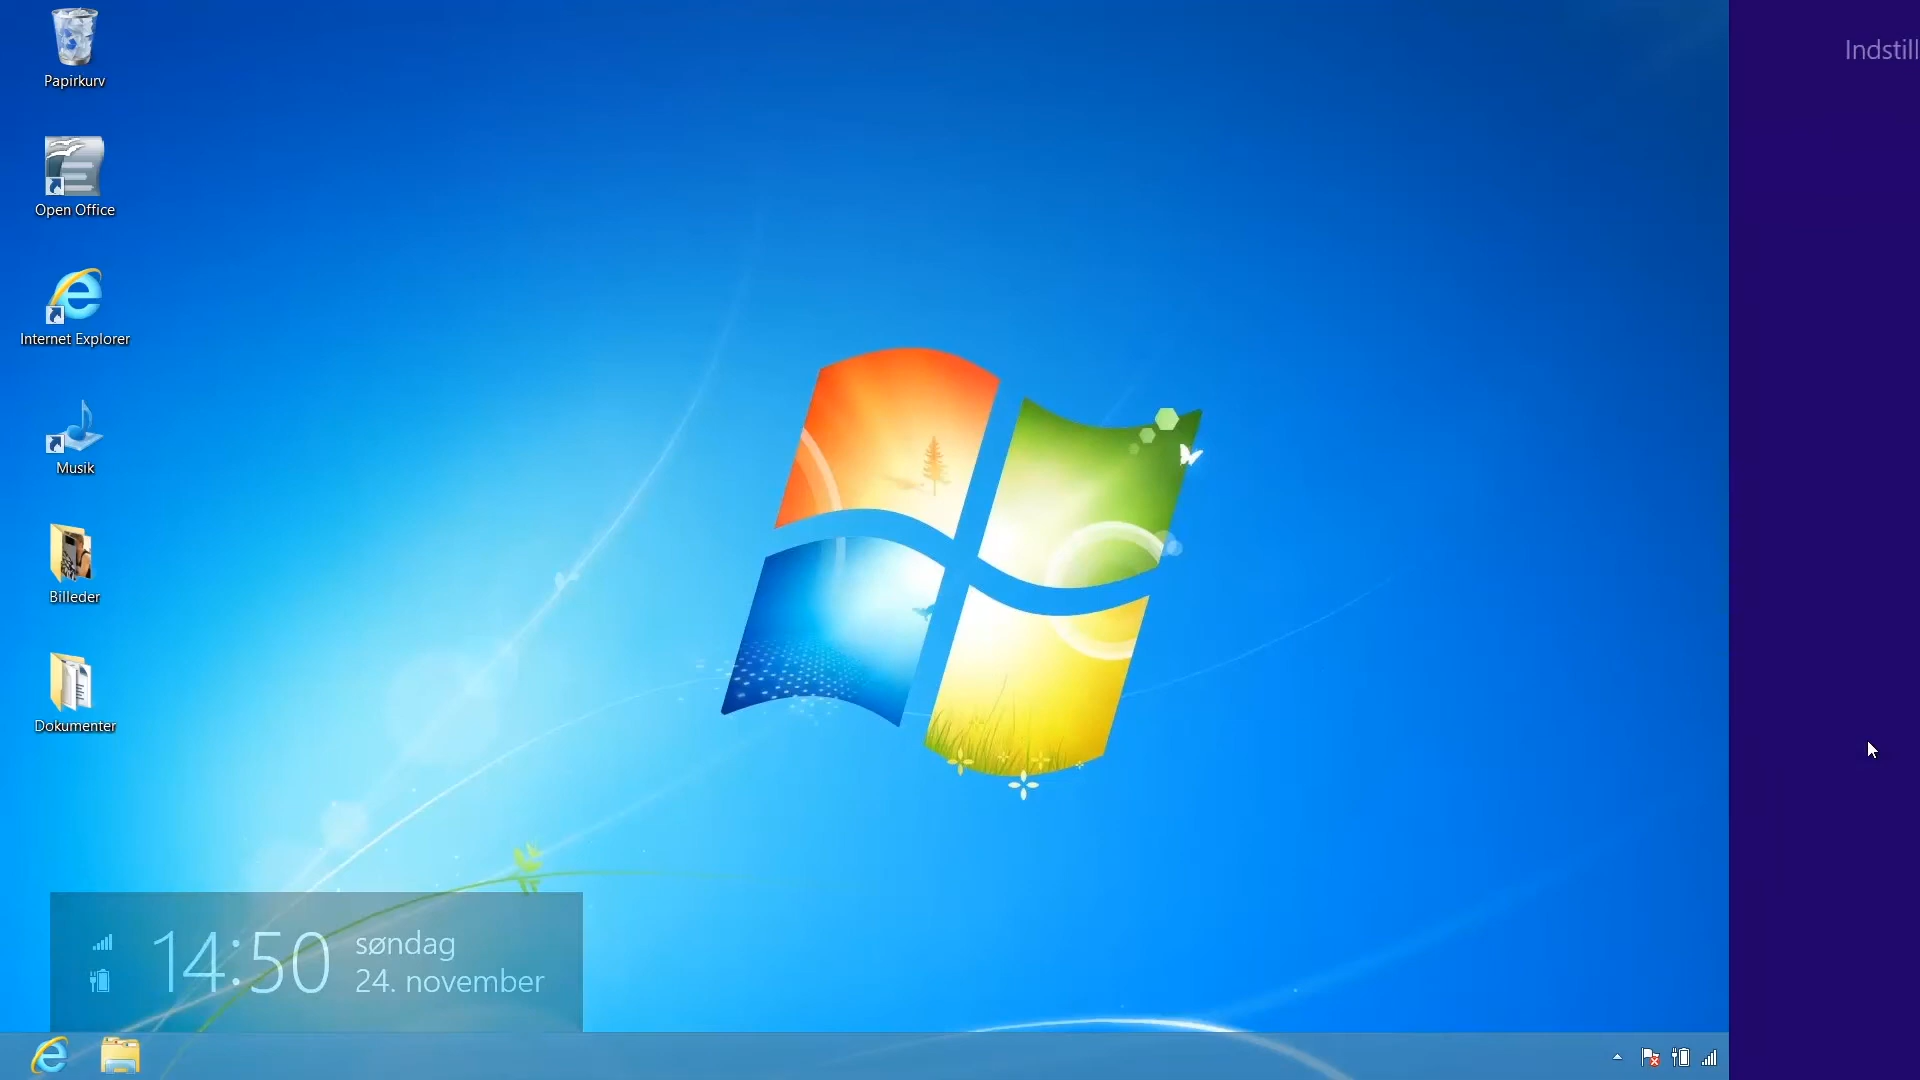 Papirkurv
Open Office
Internet Explorer
Musik
Billeder
Dokumenter
14:50
søndag
24. november
Indstill